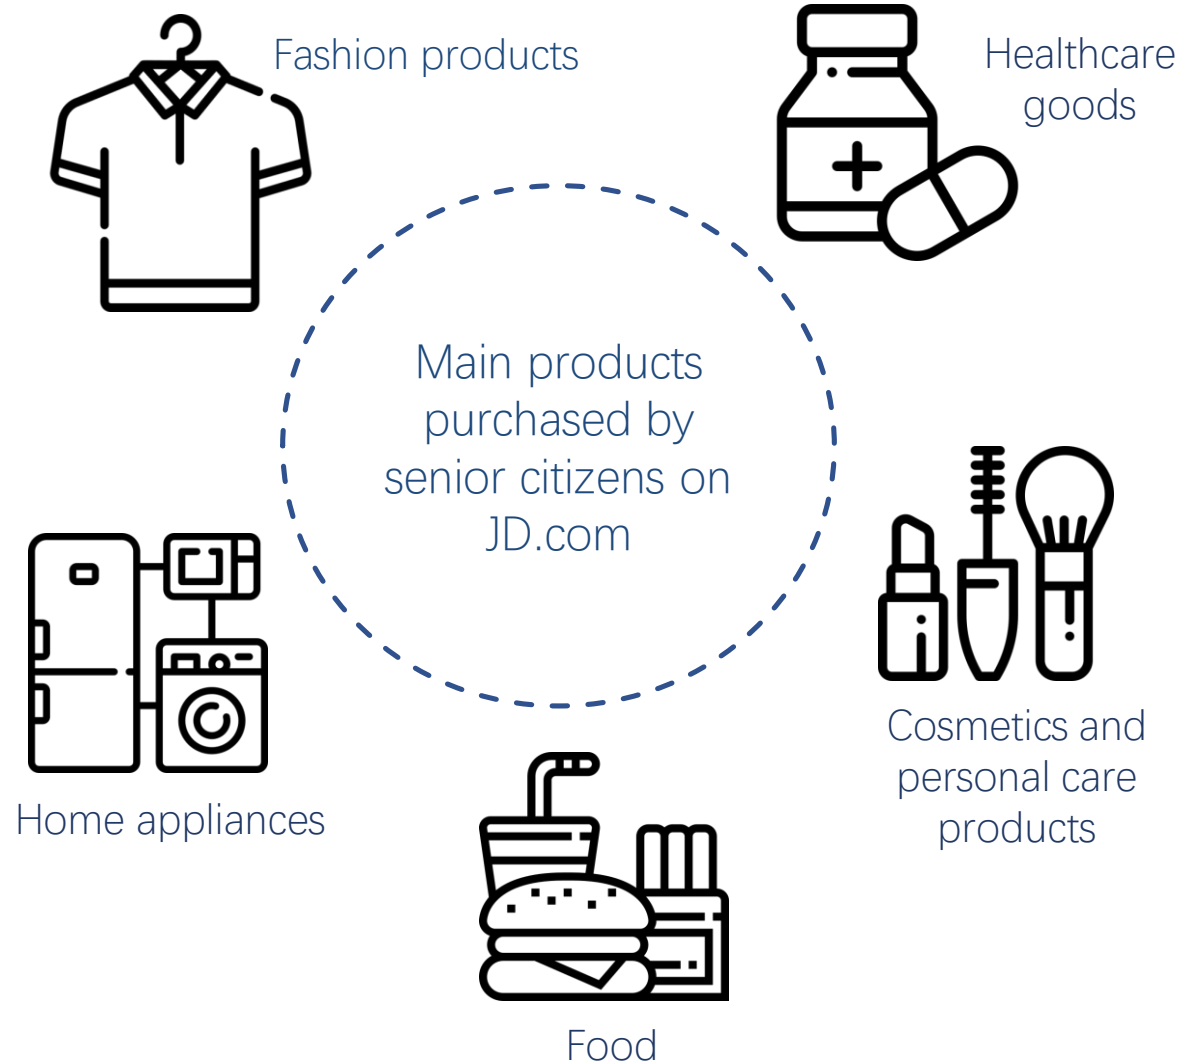 Fashion products
Healthcare
goods
Main products
purchased by
senior citizens on
JD.com
Cosmetics and
personal care
products
Home appliances
Food